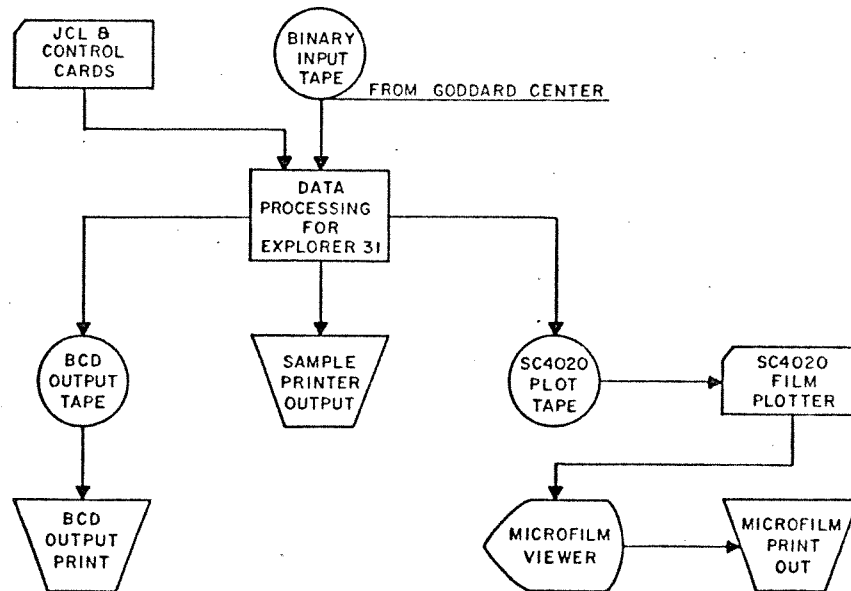 JCL &
CONTROL
CARDS
BINARY
INPUT
TAPE
FROM GODDARD CENTER
DATA
PROCESSING
FOR
EXPLORER 31
BCD
OUTPUT
TAPE
SAMPLE
PRINTER
OUTPUT
SC4020
PLOT
TAPE
SC4020
FILM
PLOTTER
BCD
OUTPUT
PRINT
MICROFILM
VIEWER
MICROFILM
PRINT
OUT